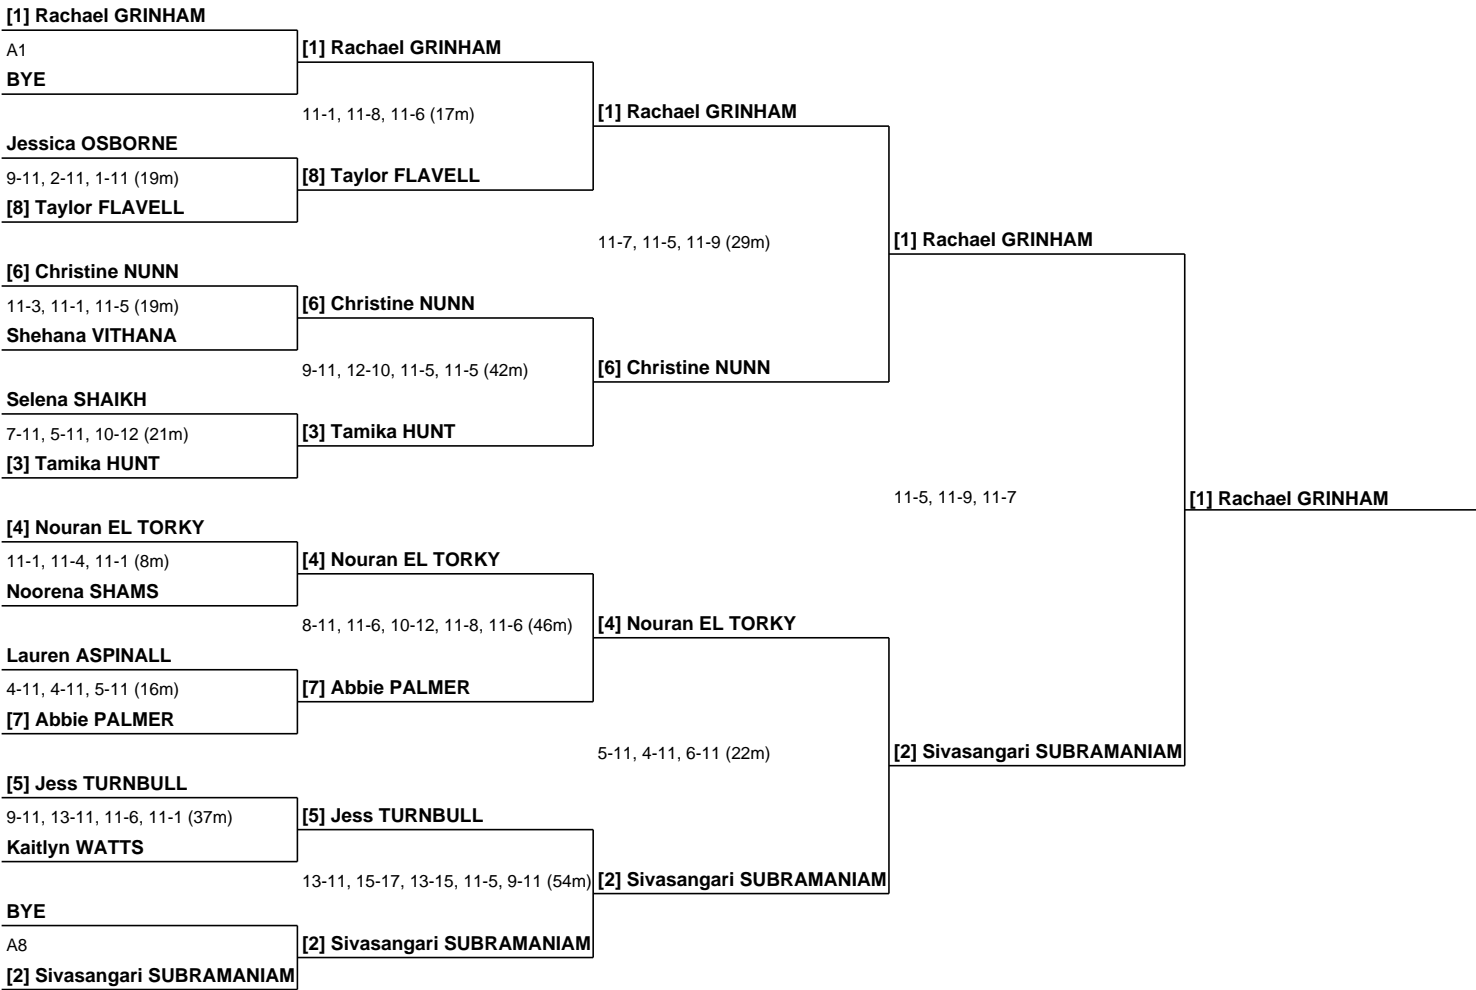 [1] Rachael GRINHAM
A1
BYE
Jessica OSBORNE
9-11, 2-11, 1-11 (19m)
[8] Taylor FLAVELL
[6] Christine NUNN
11-3, 11-1, 11-5 (19m)
Shehana VITHANA
Selena SHAIKH
7-11, 5-11, 10-12 (21m)
[3] Tamika HUNT
[4] Nouran EL TORKY
11-1, 11-4, 11-1 (8m)
Noorena SHAMS
Lauren ASPINALL
4-11, 4-11, 5-11 (16m)
[7] Abbie PALMER
[5] Jess TURNBULL
9-11, 13-11, 11-6, 11-1 (37m)
Kaitlyn WATTS
BYE
A8
[2] Sivasangari SUBRAMANIAM
[1] Rachael GRINHAM
11-1, 11-8, 11-6 (17m)
[8] Taylor FLAVELL
[6] Christine NUNN
9-11, 12-10, 11-5, 11-5 (42m)
[3] Tamika HUNT
[4] Nouran EL TORKY
8-11, 11-6, 10-12, 11-8, 11-6 (46m)
[7] Abbie PALMER
[5] Jess TURNBULL
13-11, 15-17, 13-15, 11-5, 9-11 (54m)
[2] Sivasangari SUBRAMANIAM
[1] Rachael GRINHAM
11-7, 11-5, 11-9 (29m)
[6] Christine NUNN
[4] Nouran EL TORKY
5-11, 4-11, 6-11 (22m)
[2] Sivasangari SUBRAMANIAM
[1] Rachael GRINHAM
11-5, 11-9, 11-7
[2] Sivasangari SUBRAMANIAM
[1] Rachael GRINHAM